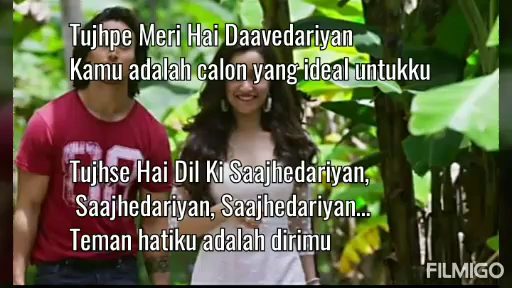 Tujhpe Meri Hai Daavedariyan
Kamu adalah calon yang ideal untukku
Tujhse Hai Dil Ki Saajhedariyan,
Saajhedariyan, Saajhedariyan...
Teman hatiku adalah dirimu
FILMIGO